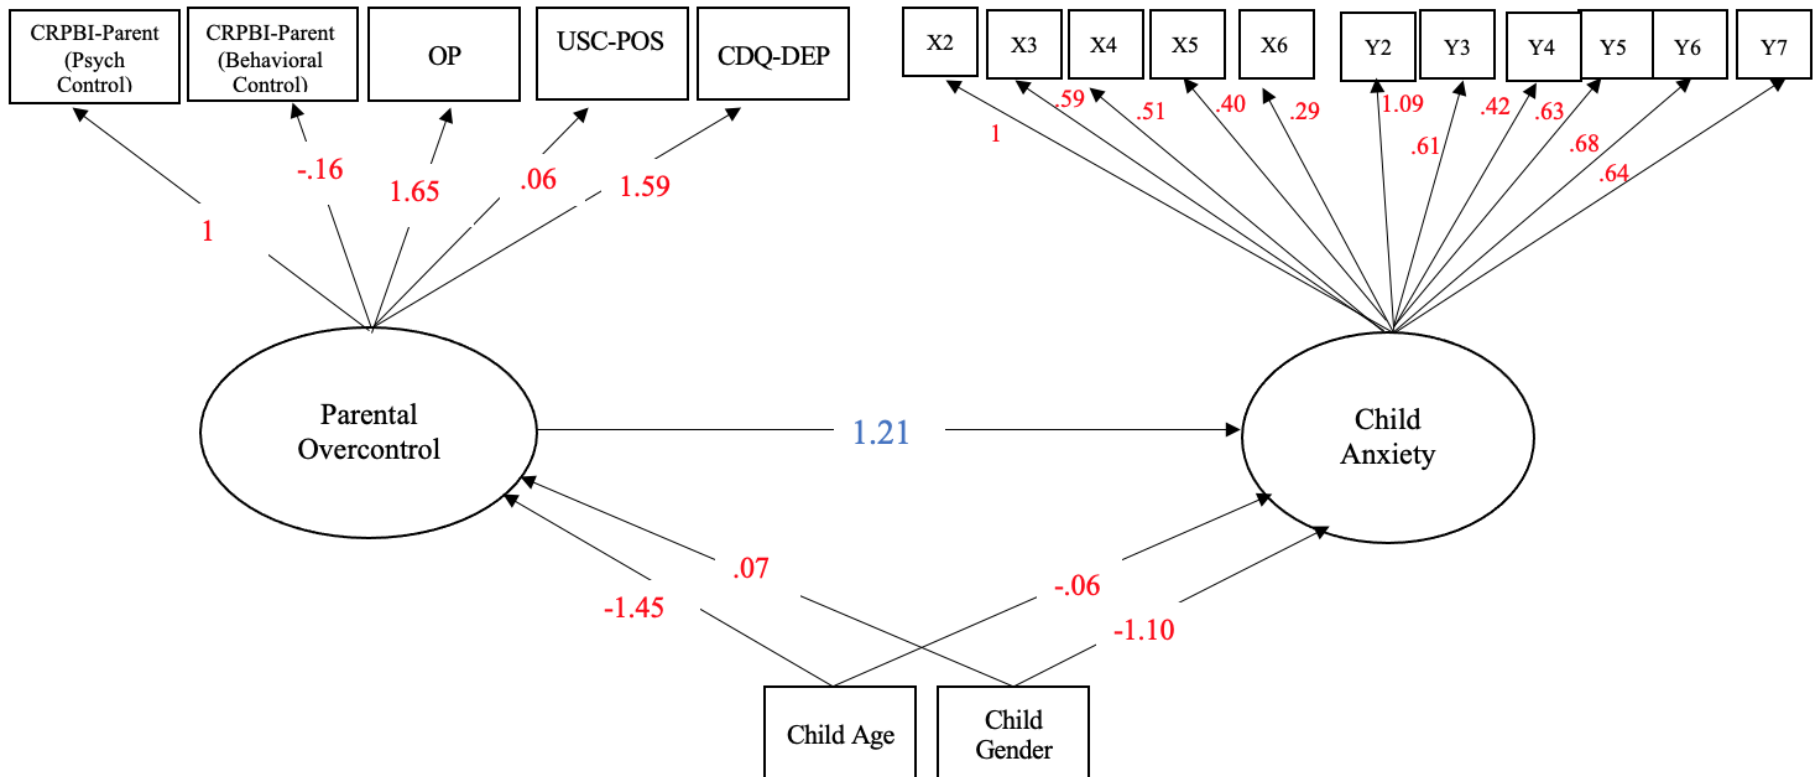 CRPBI-Parent
(Psych
Control)
CRPBI-Parent
(Behavioral
Control)
OP
USC-POS
CDQ-DEP
X2
X3
X4
X5
X6
Y2
Y3
Y4
Y5
Y6
Y7
1
-.16
1.65
.06
1.59
1
.59
.51
.40
.29
1.09
.61
.42
.63
.68
.64
Parental
Overcontrol
1.21
Child
Anxiety
-1.45
.07
-.06
-1.10
Child Age
Child
Gender